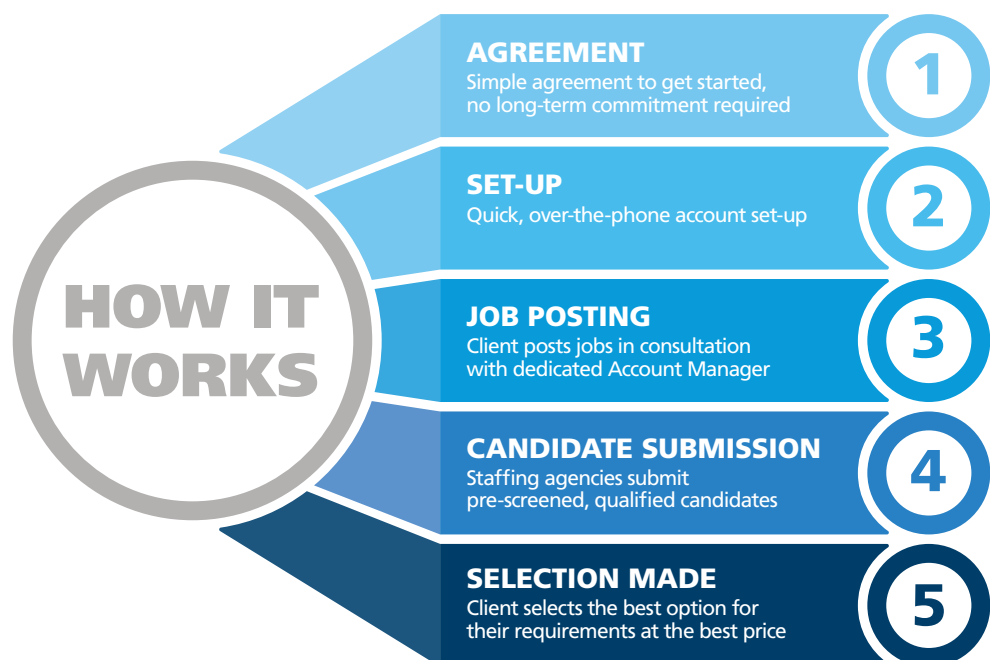 HOW IT
WORKS
AGREEMENT
Simple agreement to get started,
no long-term commitment required
1
SET-UP
Quick, over-the-phone account set-up
2
JOB POSTING
Client posts jobs in consultation
with dedicated Account Manager
3
CANDIDATE SUBMISSION
Staffing agencies submit
pre-screened, qualified candidates
4
SELECTION MADE
Client selects the best option for
their requirements at the best price
5